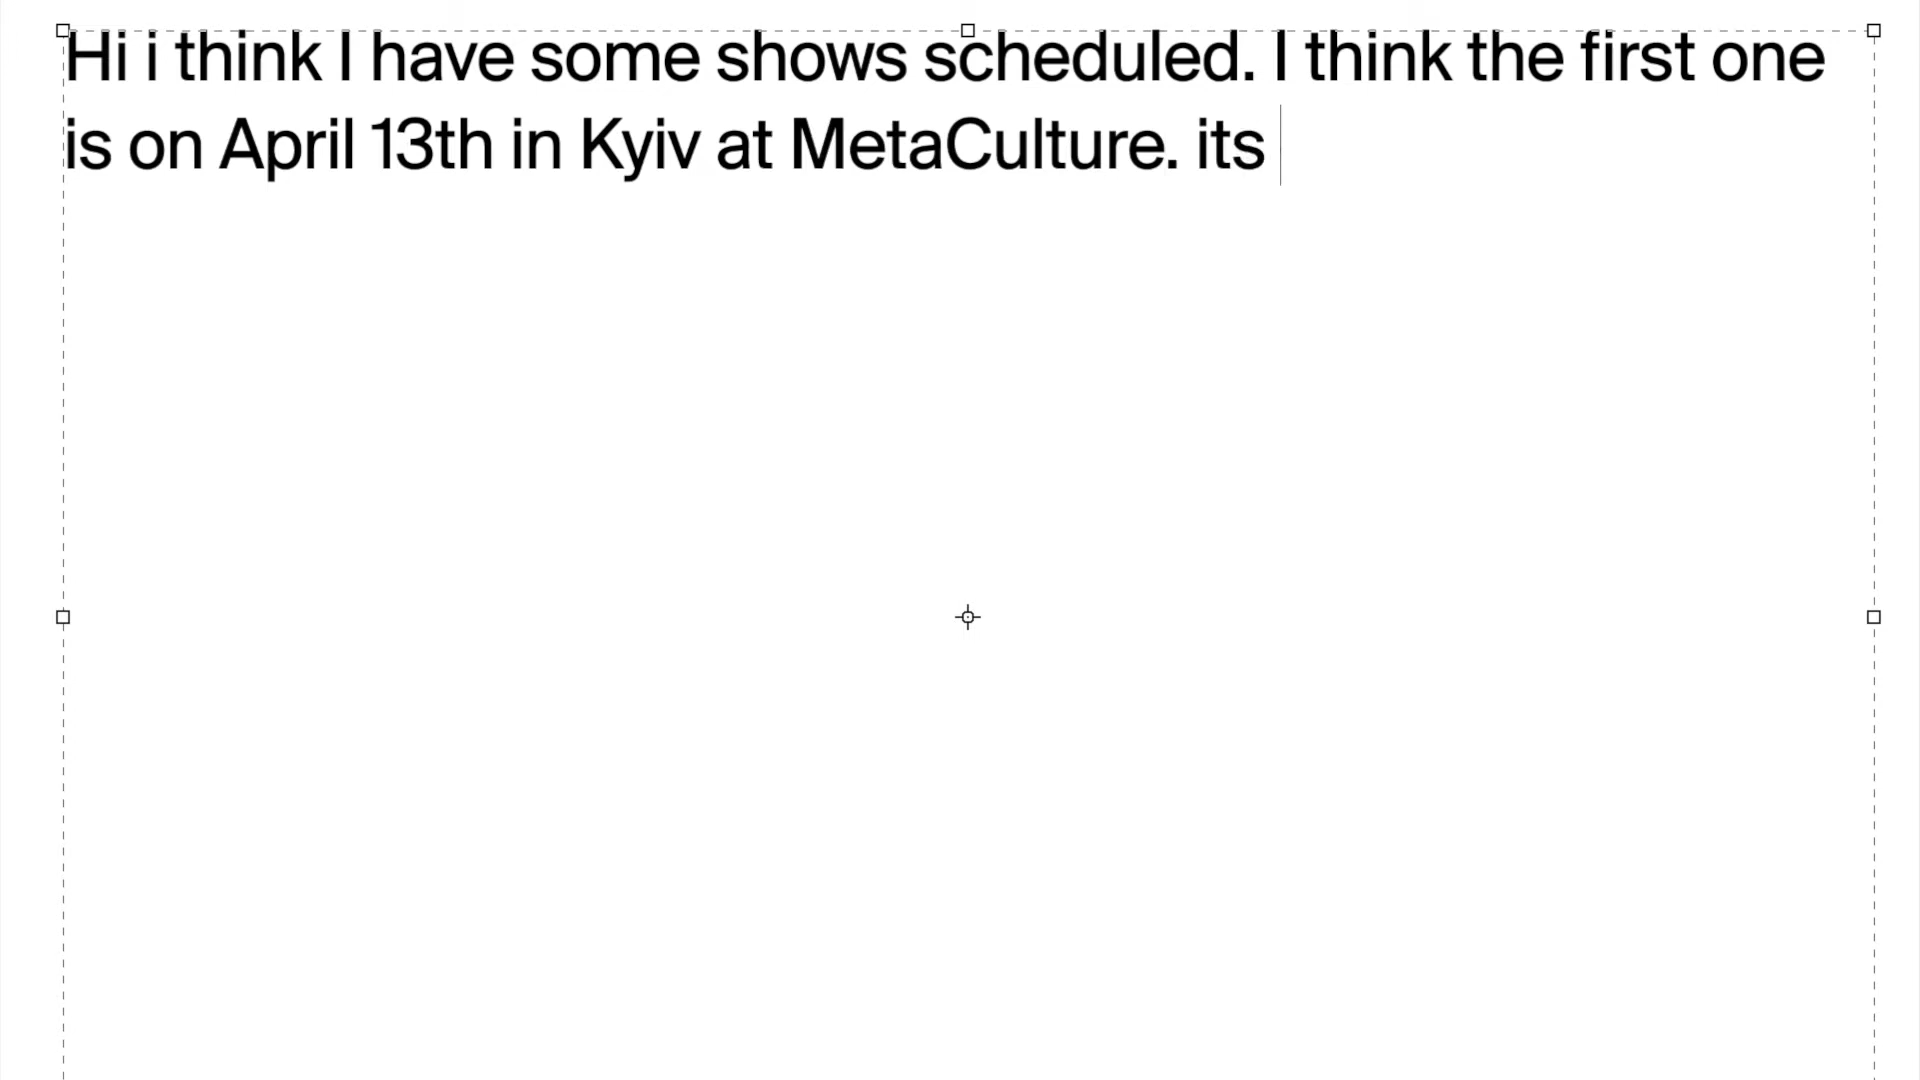 Hi i think I have some shows scheduled. I think the first one
is on April 13th in Kyiv at MetaCulture. its